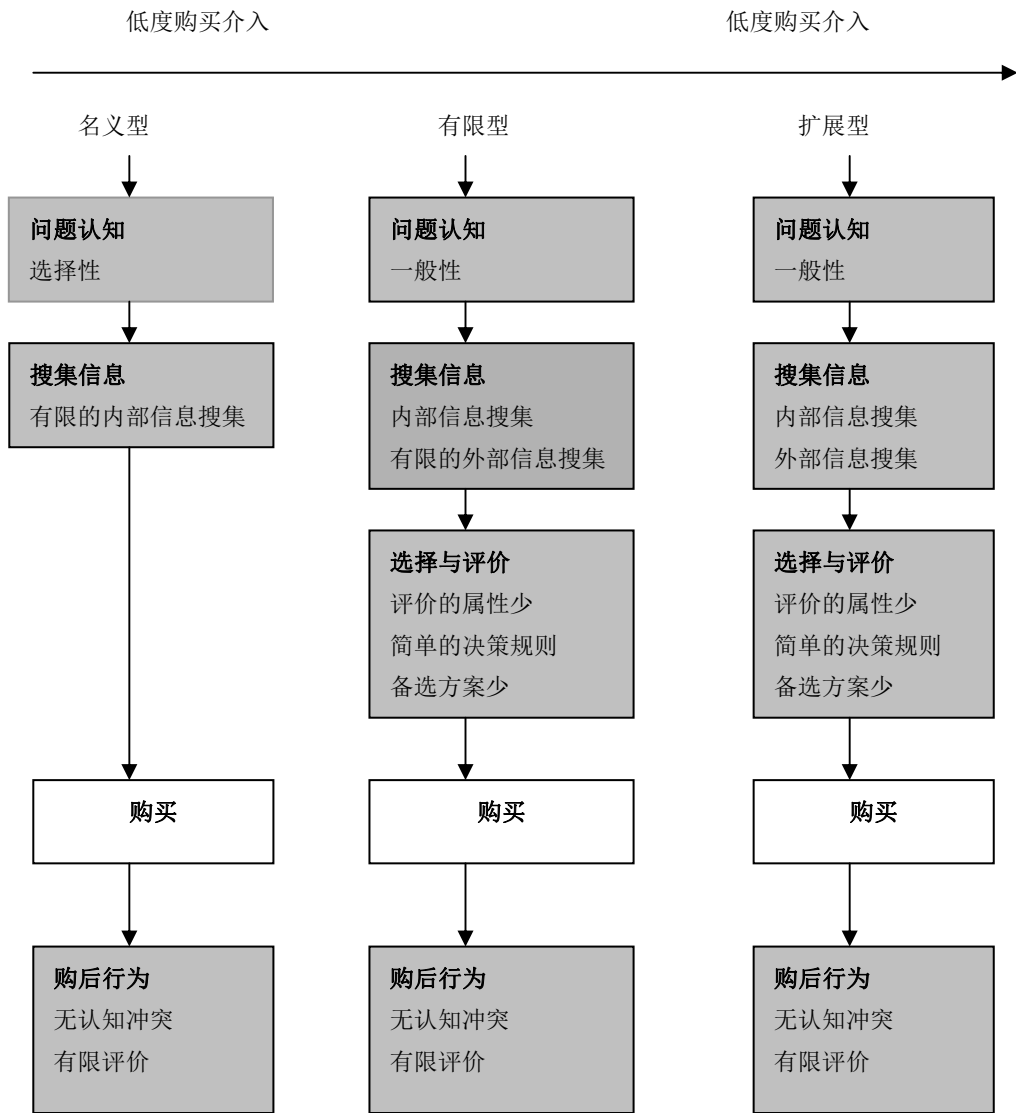 低度购买介入
低度购买介入
名义型
有限型
扩展型
问题认知
选择性
问题认知
一般性
问题认知
一般性
搜集信息
有限的内部信息搜集
搜集信息
内部信息搜集
有限的外部信息搜集
搜集信息
内部信息搜集
外部信息搜集
选择与评价
评价的属性少
简单的决策规则
备选方案少
选择与评价
评价的属性少
简单的决策规则
备选方案少
购买
购买
购买
购后行为
无认知冲突
有限评价
购后行为
无认知冲突
有限评价
购后行为
无认知冲突
有限评价